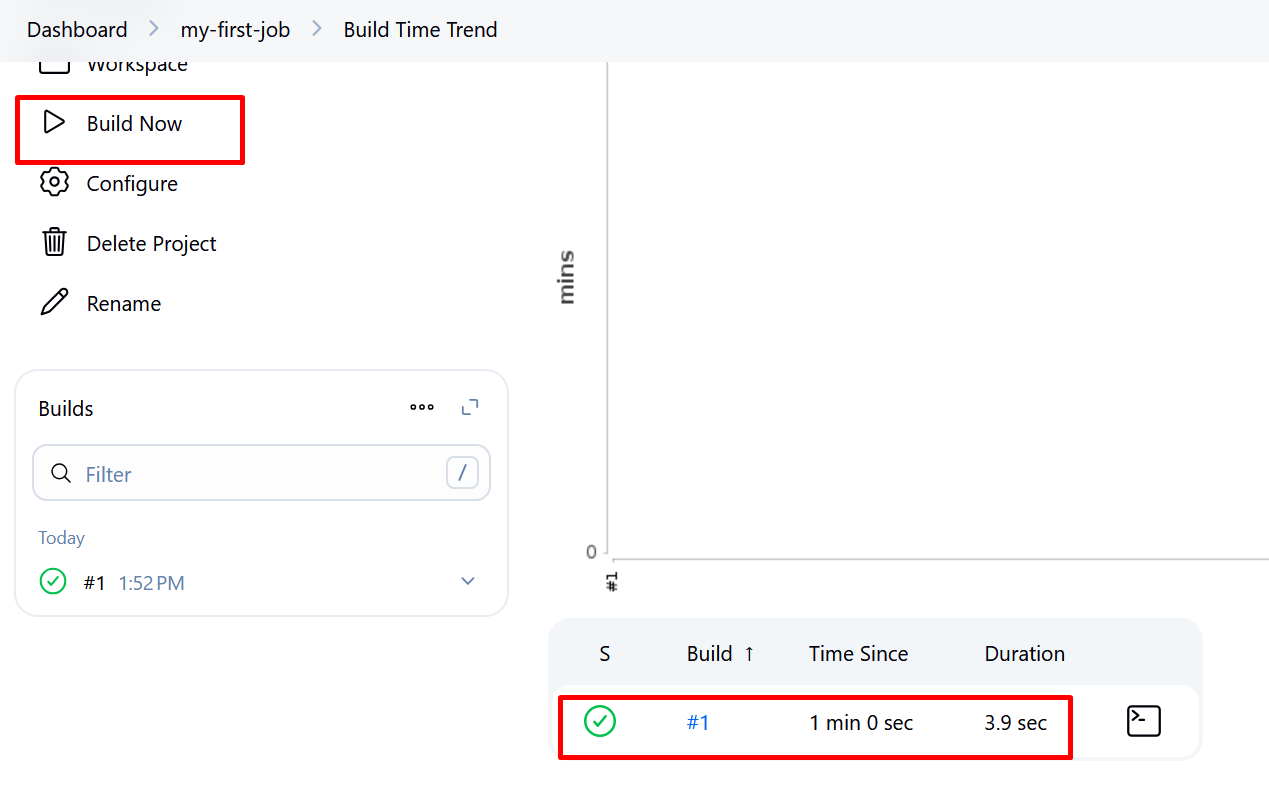 Dashboard > my-first-job > Build Time Trend
Workspace
Build Now
Configure
Delete Project
Rename
Builds
Filter /
Today
#1 1:52 PM
mins
0
#1
S Build ↑ Time Since Duration
#1 1 min 0 sec 3.9 sec